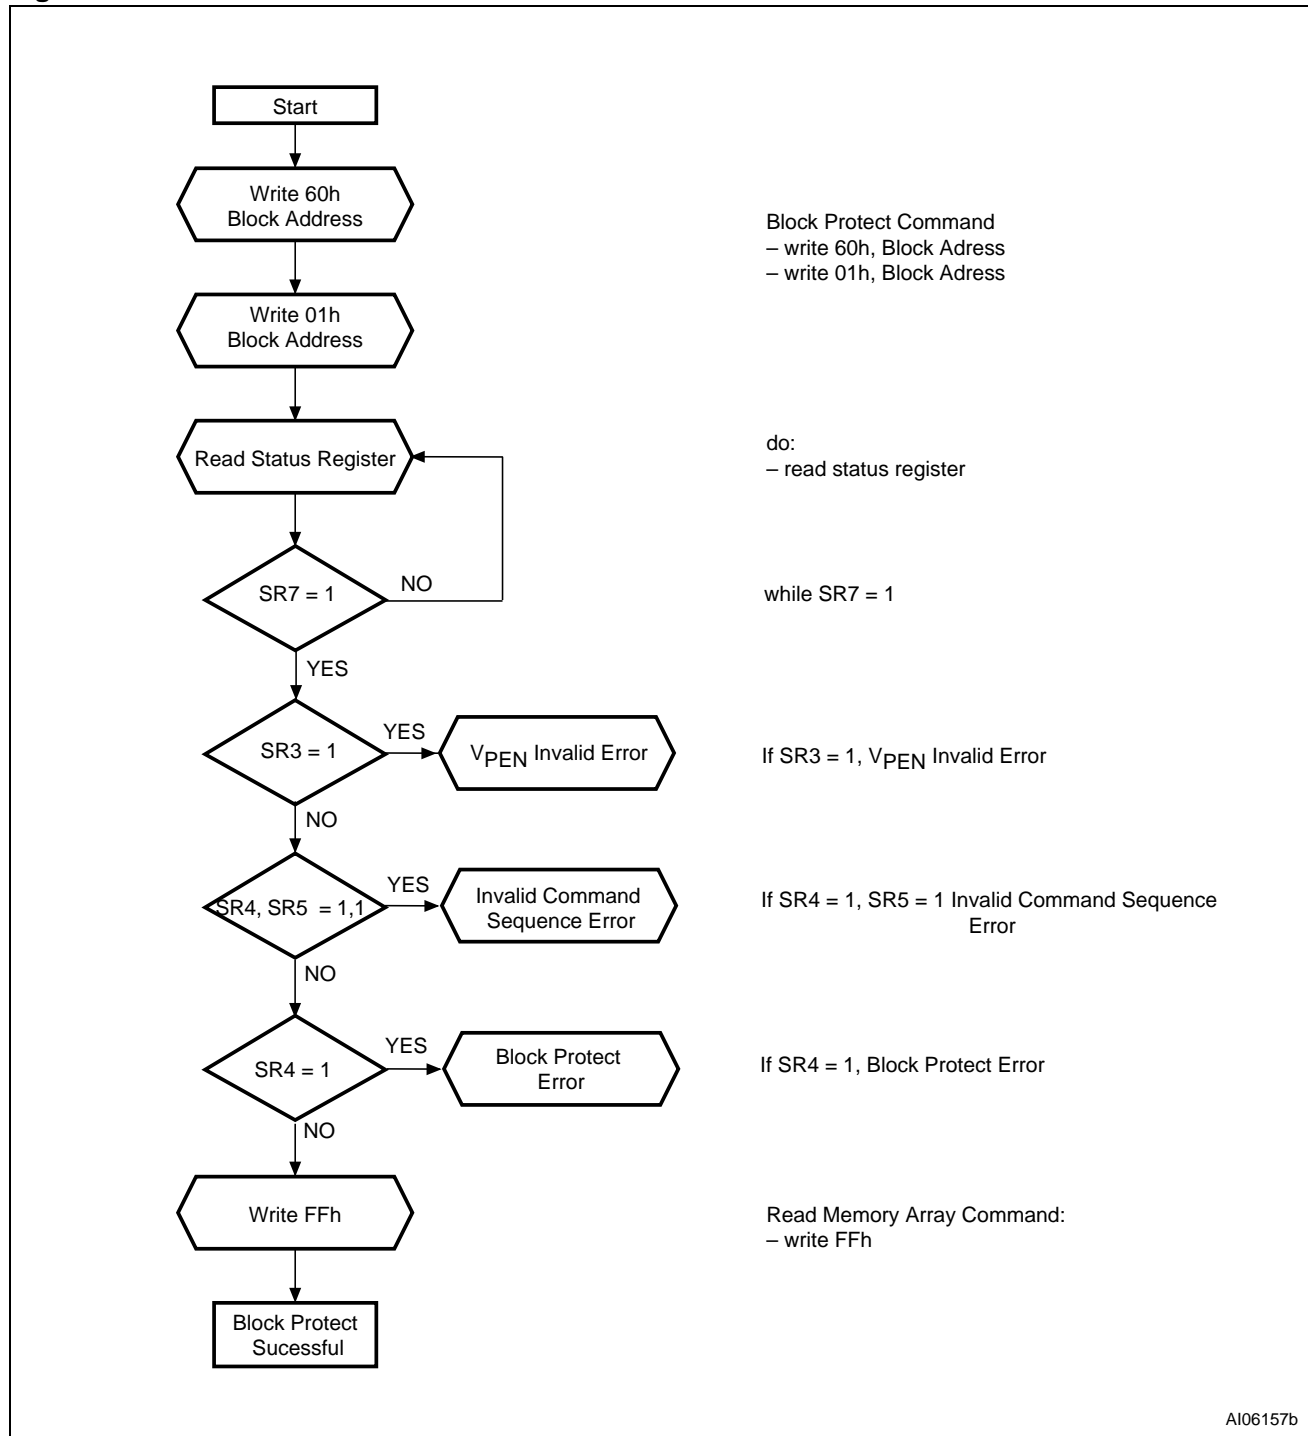 Start
Write 60h
Block Address
Block Protect Command
– write 60h, Block Adress
– write 01h, Block Adress
Write 01h
Block Address
Read Status Register
do:
– read status register
SR7 = 1
NO
while SR7 = 1
YES
SR3 = 1
YES
VPEN Invalid Error
If SR3 = 1, VPEN Invalid Error
NO
SR4, SR5 = 1,1
YES
Invalid Command
Sequence Error
If SR4 = 1, SR5 = 1 Invalid Command Sequence
Error
NO
SR4 = 1
YES
Block Protect
Error
If SR4 = 1, Block Protect Error
NO
Write FFh
Read Memory Array Command:
– write FFh
Block Protect
Sucessful
AI06157b